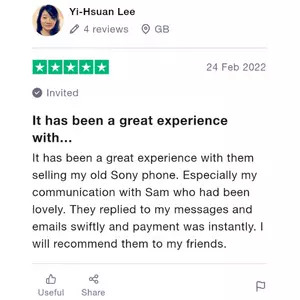 Yi-Hsuan Lee
4 reviews GB
24 Feb 2022
Invited
It has been a great experience
with...
It has been a great experience with them
selling my old Sony phone. Especially my
communication with Sam who had been
lovely. They replied to my messages and
emails swiftly and payment was instantly. I
will recommend them to my friends.
Useful Share